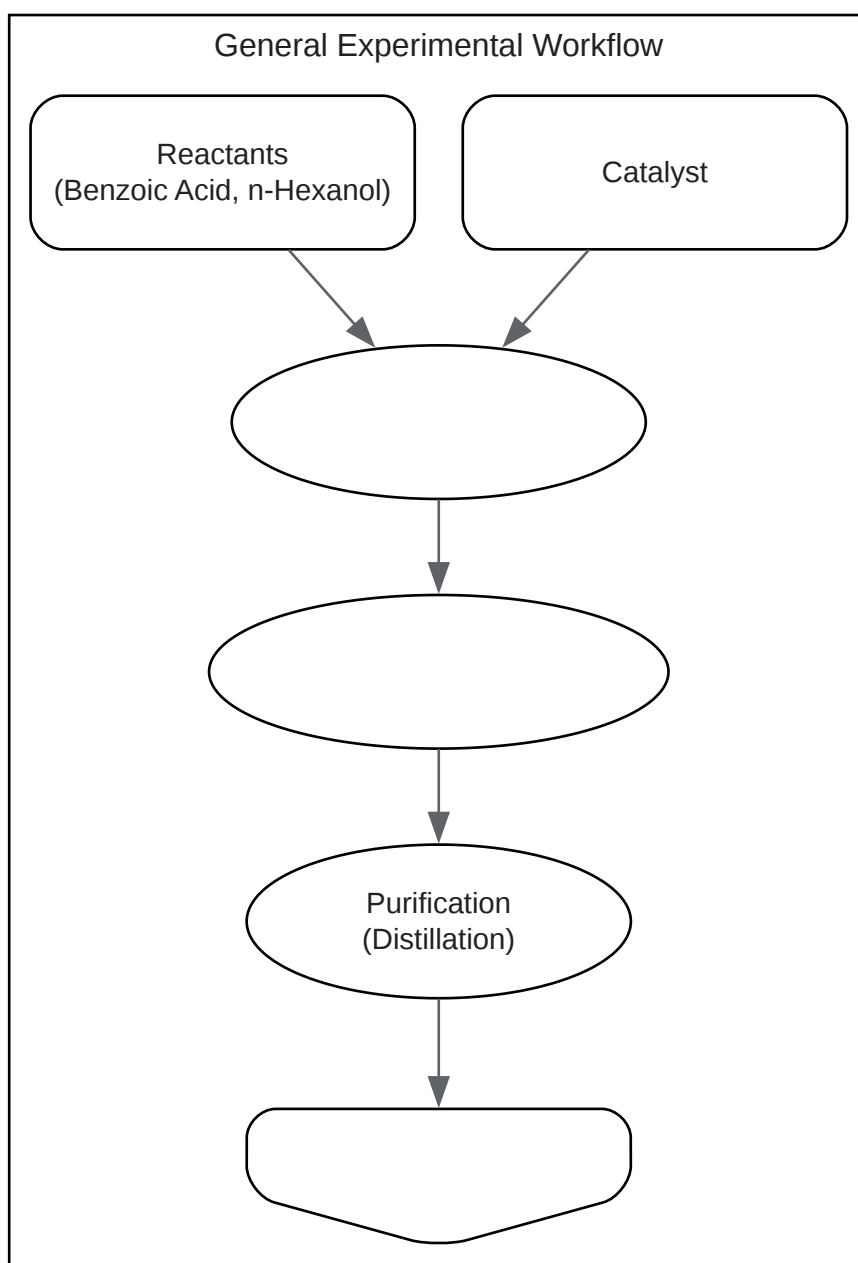 General Experimental Workflow
Reactants
(Benzoic Acid, n-Hexanol)
Catalyst
Purification
(Distillation)